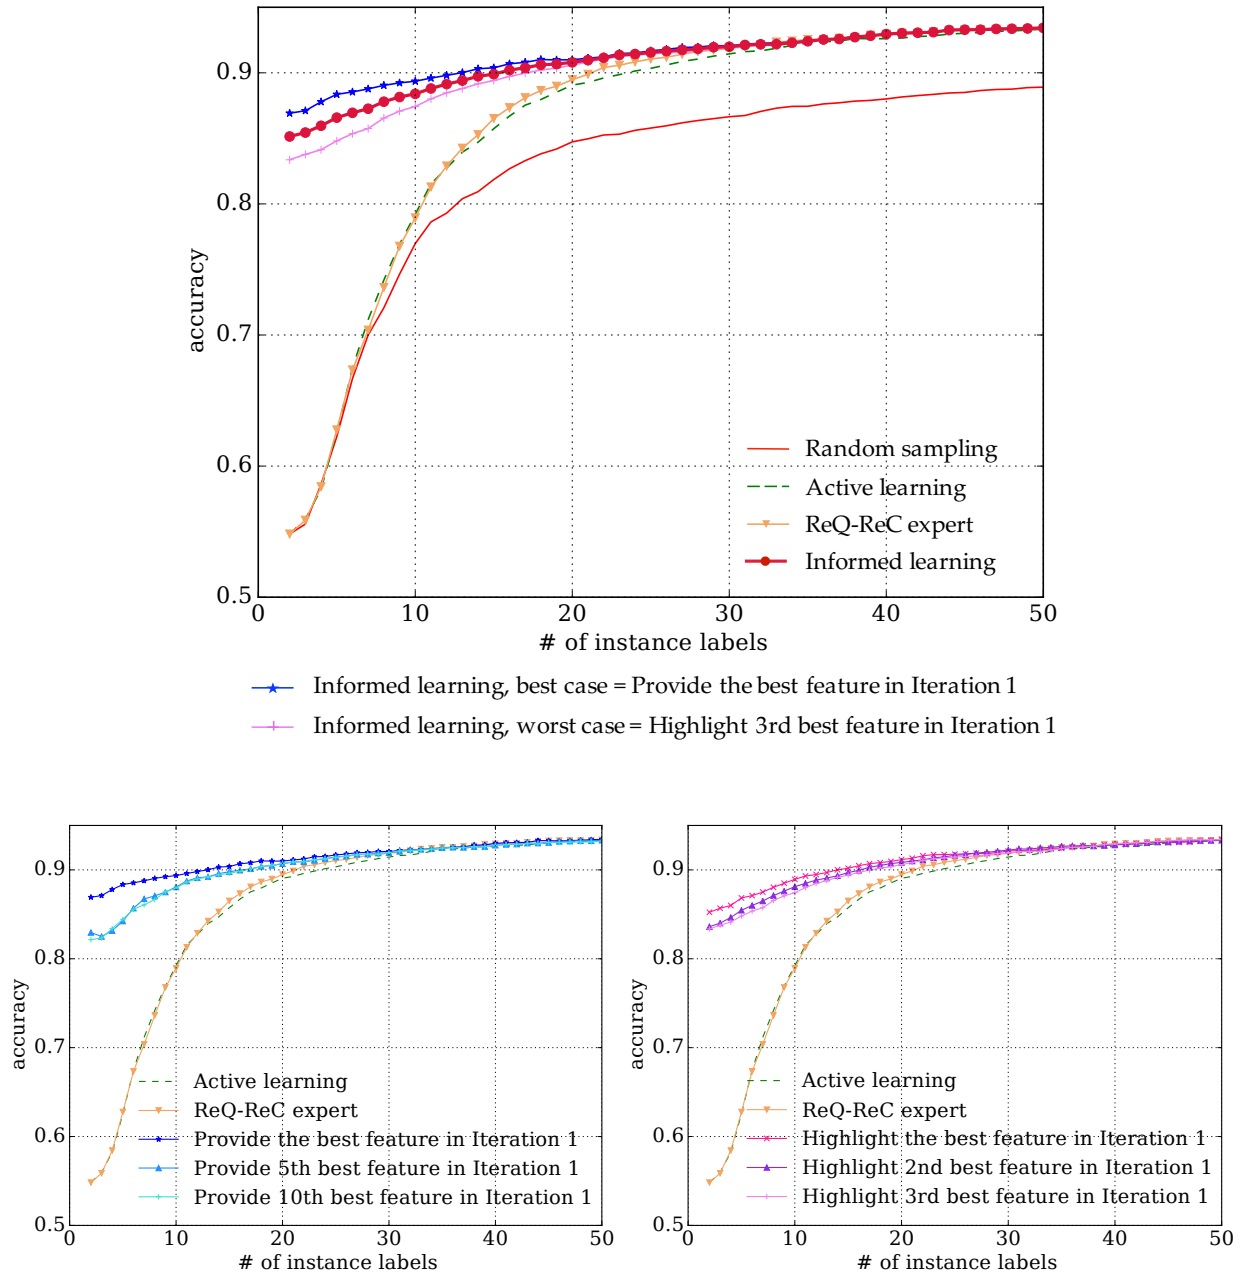 0.9
0.8
0.7
0.6
0.5
accuracy
Random sampling
Active learning
ReQ-ReC expert
Informed learning
0 10 20 30 40 50
# of instance labels
Informed learning, best case = Provide the best feature in Iteration 1
Informed learning, worst case = Highlight 3rd best feature in Iteration 1
0.9
0.8
0.7
0.6
0.5
accuracy
Active learning
ReQ-ReC expert
Provide the best feature in Iteration 1
Provide 5th best feature in Iteration 1
Provide 10th best feature in Iteration 1
0 10 20 30 40 50
# of instance labels
0.9
0.8
0.7
0.6
0.5
accuracy
Active learning
ReQ-ReC expert
Highlight the best feature in Iteration 1
Highlight 2nd best feature in Iteration 1
Highlight 3rd best feature in Iteration 1
0 10 20 30 40 50
# of instance labels